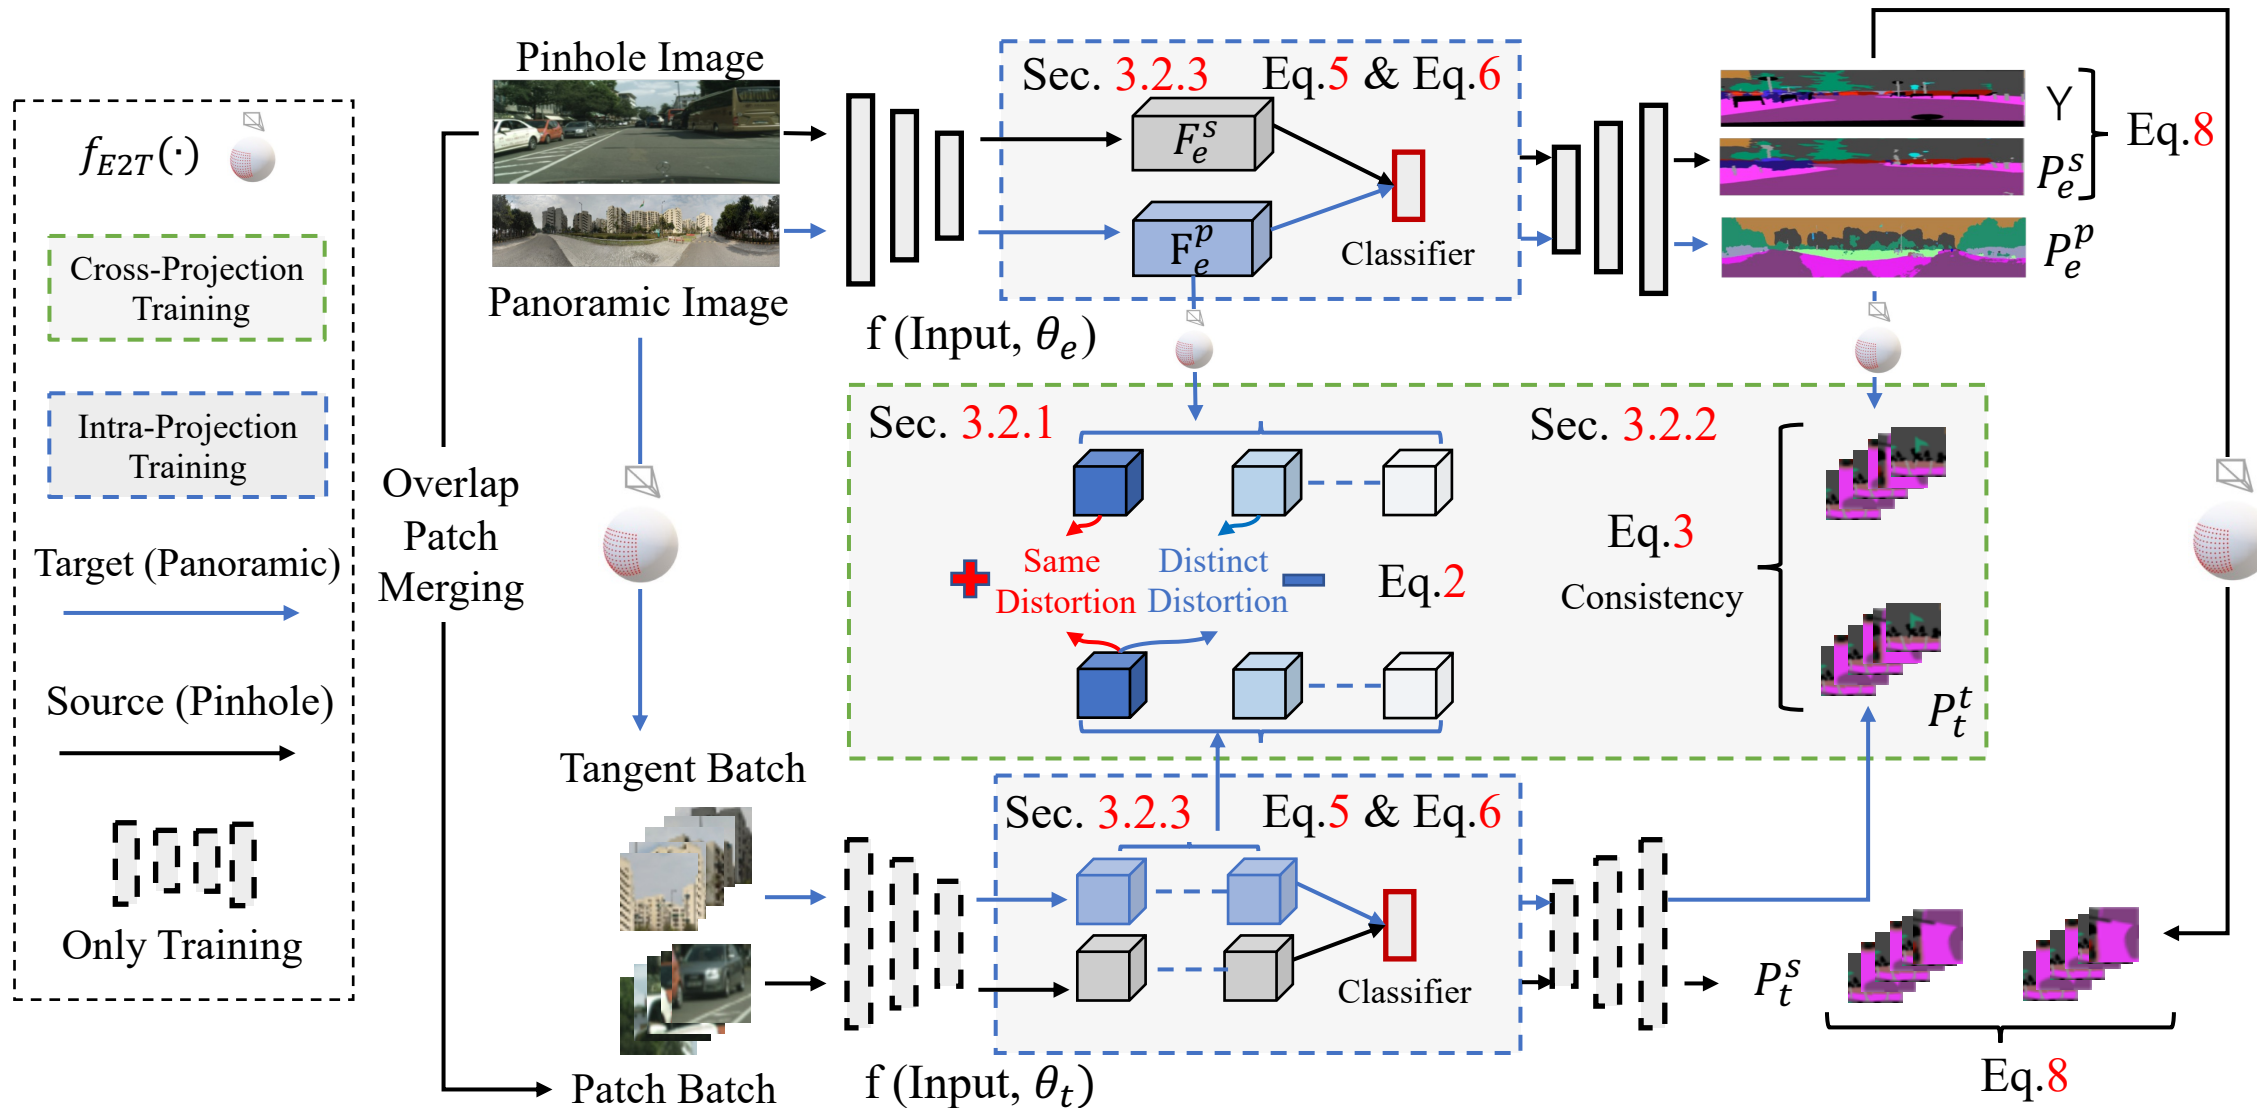 f_{E2T}(·)
Cross-Projection
Training
Intra-Projection
Training
Target (Panoramic)
Source (Pinhole)
Only Training
Pinhole Image
Panoramic Image
Overlap
Patch
Merging
Tangent Batch
Patch Batch
Sec. 3.2.3 Eq.5 & Eq.6
F_e^s
F_e^p
Classifier
f (Input, θ_e)
Y
P_e^s
Eq.8
P_e^p
Sec. 3.2.1
Same
Distortion
Distinct
Distortion
Eq.2
Sec. 3.2.2
Eq.3
Consistency
P_t^t
Sec. 3.2.3 Eq.5 & Eq.6
Classifier
f (Input, θ_t)
P_t^s
Eq.8